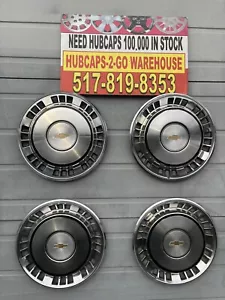 NEED HUBCAPS 100,000 IN STOCK
HUBCAPS-2-GO WAREHOUSE
517-819-8353